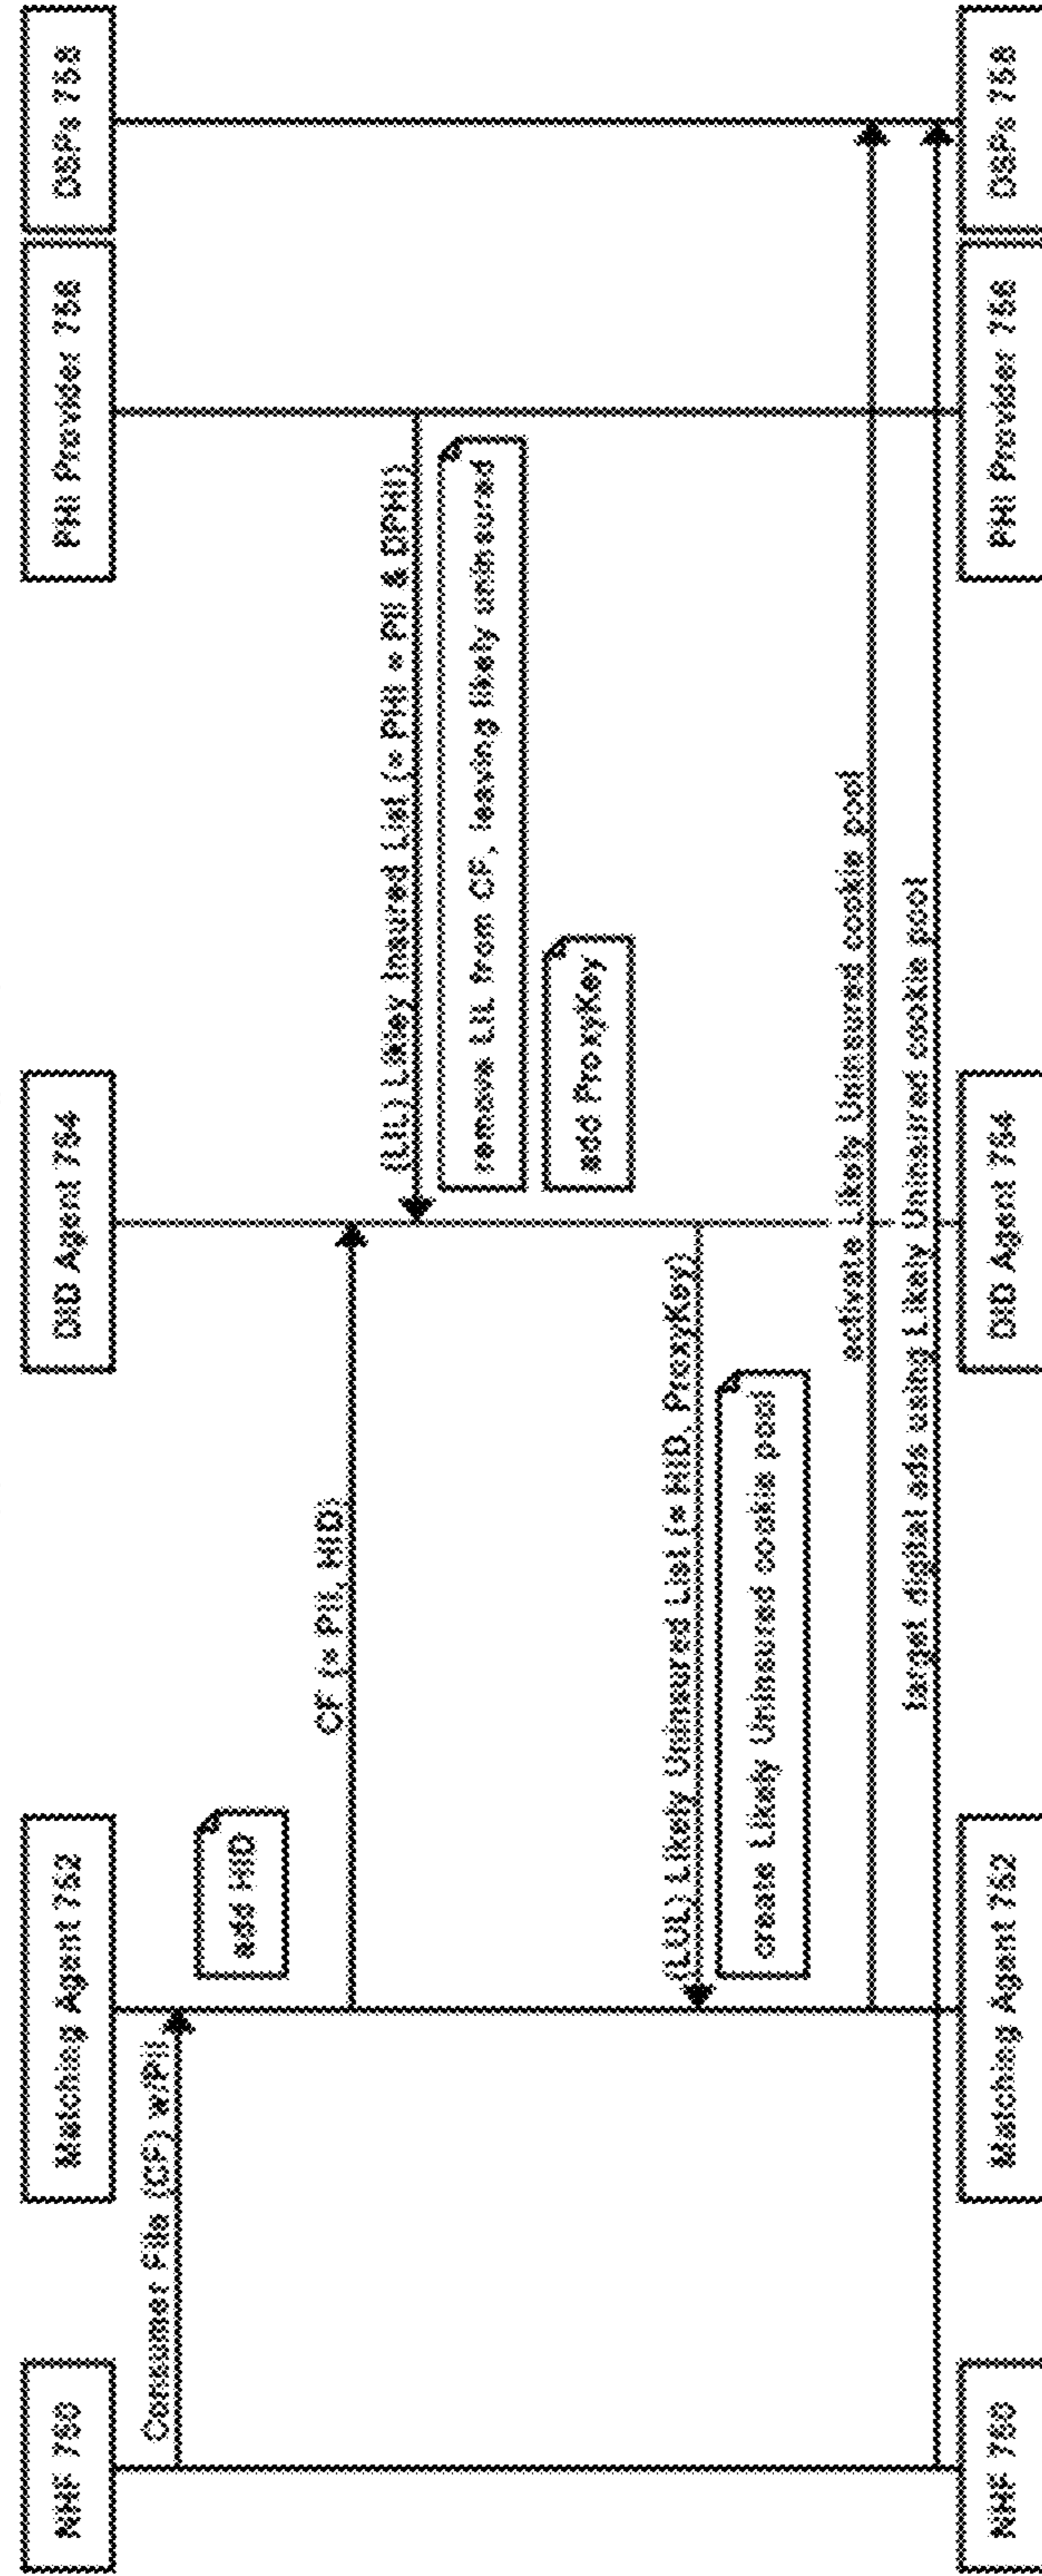 NHF 750
Matching Agent 752
DID Agent 754
PHI Provider 756
DSPs 758
Consumer File (CF) w/PII
add HID
CF (= PII, HID)
(LIL) Likley Insured List (= PHI = PII & DPHI)
remove LIL from CF, leaving likely uninsured
add ProxyKey
(LUL) Likely Uninsured List (= HID, ProxyKey)
create Likely Uninsured cookie pool
activate Likely Uninsured cookie pool
target digital ads using Likely Uninsured cookie pool
NHF 750
Matching Agent 752
DID Agent 754
PHI Provider 756
DSPs 758